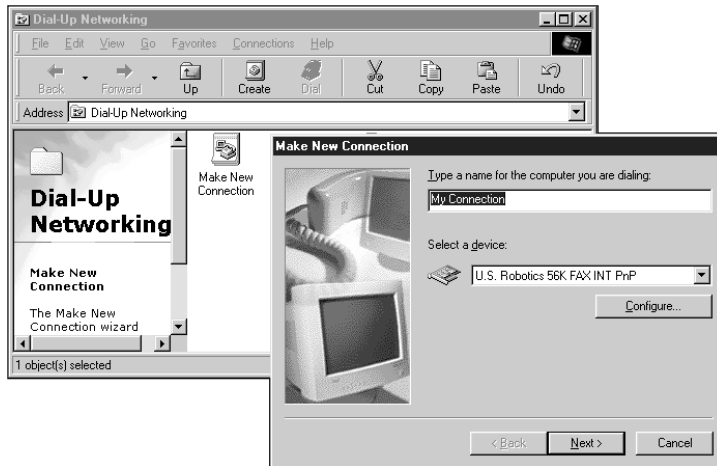 Dial-Up Networking
File Edit View Go Favorites Connections Help
Back Forward Up Create Dial Cut Copy Paste Undo
Address Dial-Up Networking
Dial-Up
Networking
Make New
Connection
The Make New
Connection wizard
Make New
Connection
1 object(s) selected
Make New Connection
Type a name for the computer you are dialing:
My Connection
Select a device:
U.S. Robotics 56K FAX INT PnP
Configure...
< Back Next > Cancel